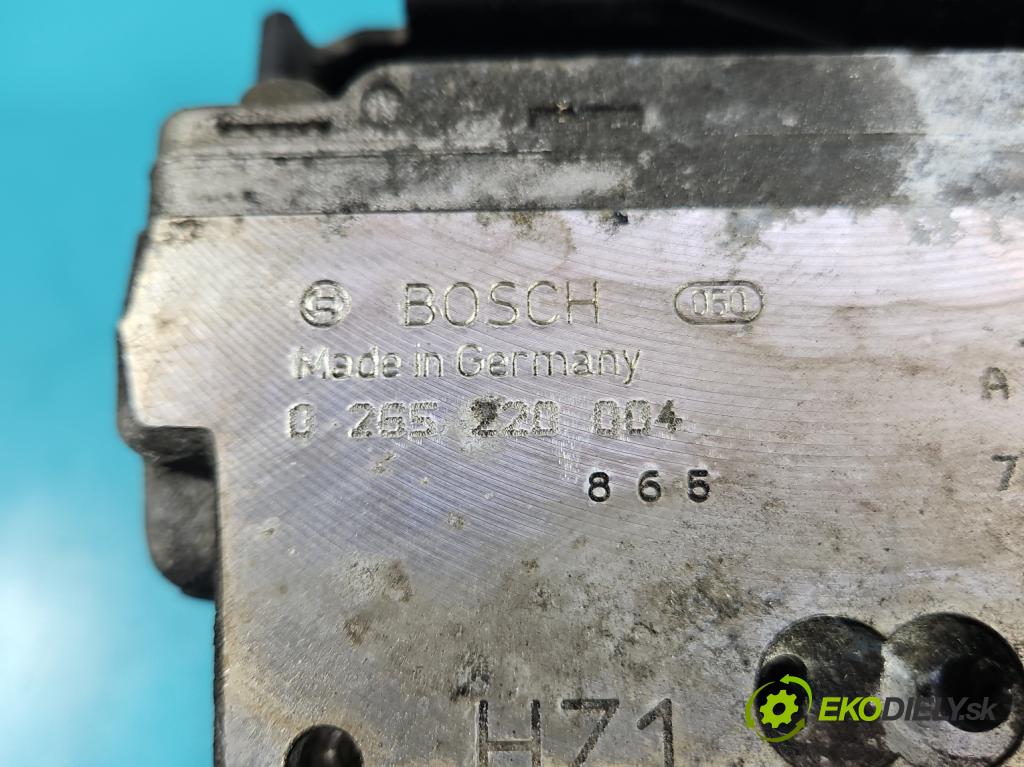 BOSCH 050
Made in Germany
A
0 265 220 004
865
7
H71
EKODIELY.sk